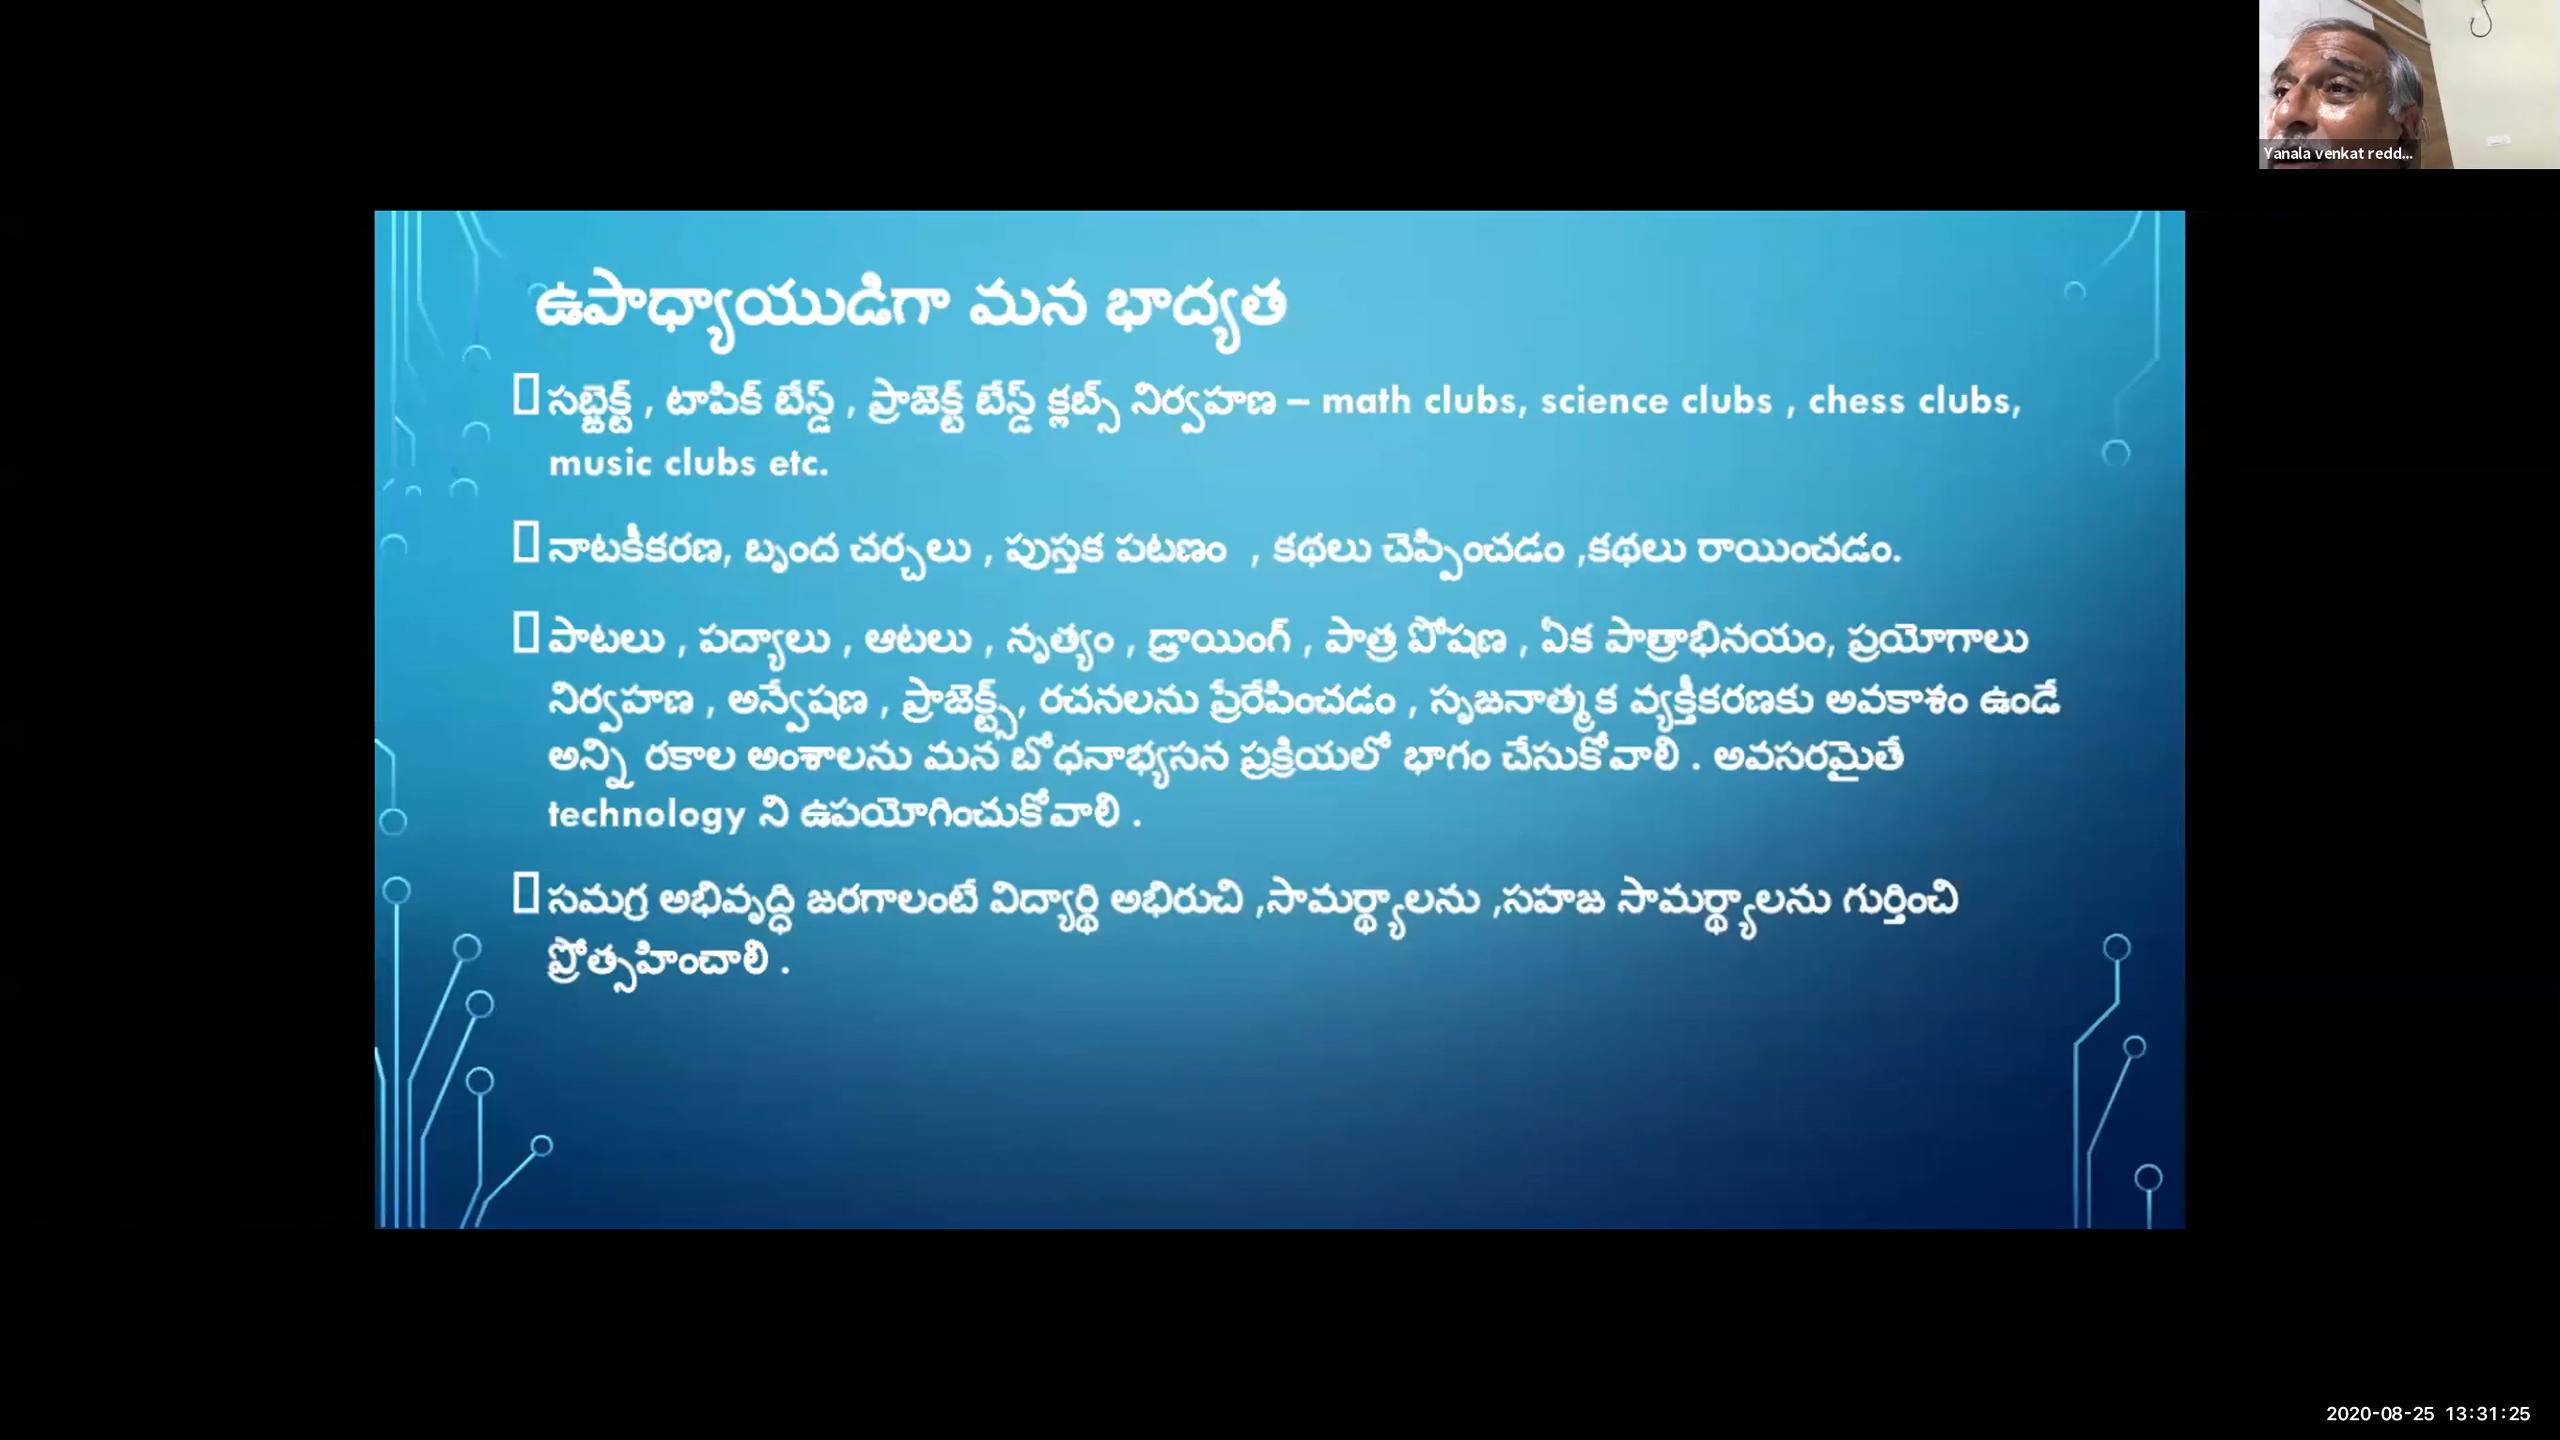 Yanala venkat redd...
ఉపాధ్యాయుడిగా మన భాద్యత
సబ్జెక్ట్ , టాపిక్ బేస్డ్ , ప్రాజెక్ట్ బేస్డ్ క్లబ్స్ నిర్వహణ – math clubs, science clubs , chess clubs,
music clubs etc.
నాటకీకరణ, బృంద చర్చలు , పుస్తక పటణం , కథలు చెప్పించడం ,కథలు రాయించడం.
పాటలు , పద్యాలు , ఆటలు , నృత్యం , డ్రాయింగ్ , పాత్ర పోషణ , ఏక పాత్రాభినయం, ప్రయోగాలు
నిర్వహణ , అన్వేషణ , ప్రాజెక్ట్స్, రచనలను ప్రేరేపించడం , సృజనాత్మక వ్యక్తీకరణకు అవకాశం ఉండే
అన్ని రకాల అంశాలను మన బోధనాభ్యసన ప్రక్రియలో భాగం చేసుకోవాలి . అవసరమైతే
technology ని ఉపయోగించుకోవాలి .
సమగ్ర అభివృద్ధి జరగాలంటే విద్యార్థి అభిరుచి ,సామర్థ్యాలను ,సహజ సామర్థ్యాలను గుర్తించి
ప్రోత్సహించాలి .
2020-08-25 13:31:25